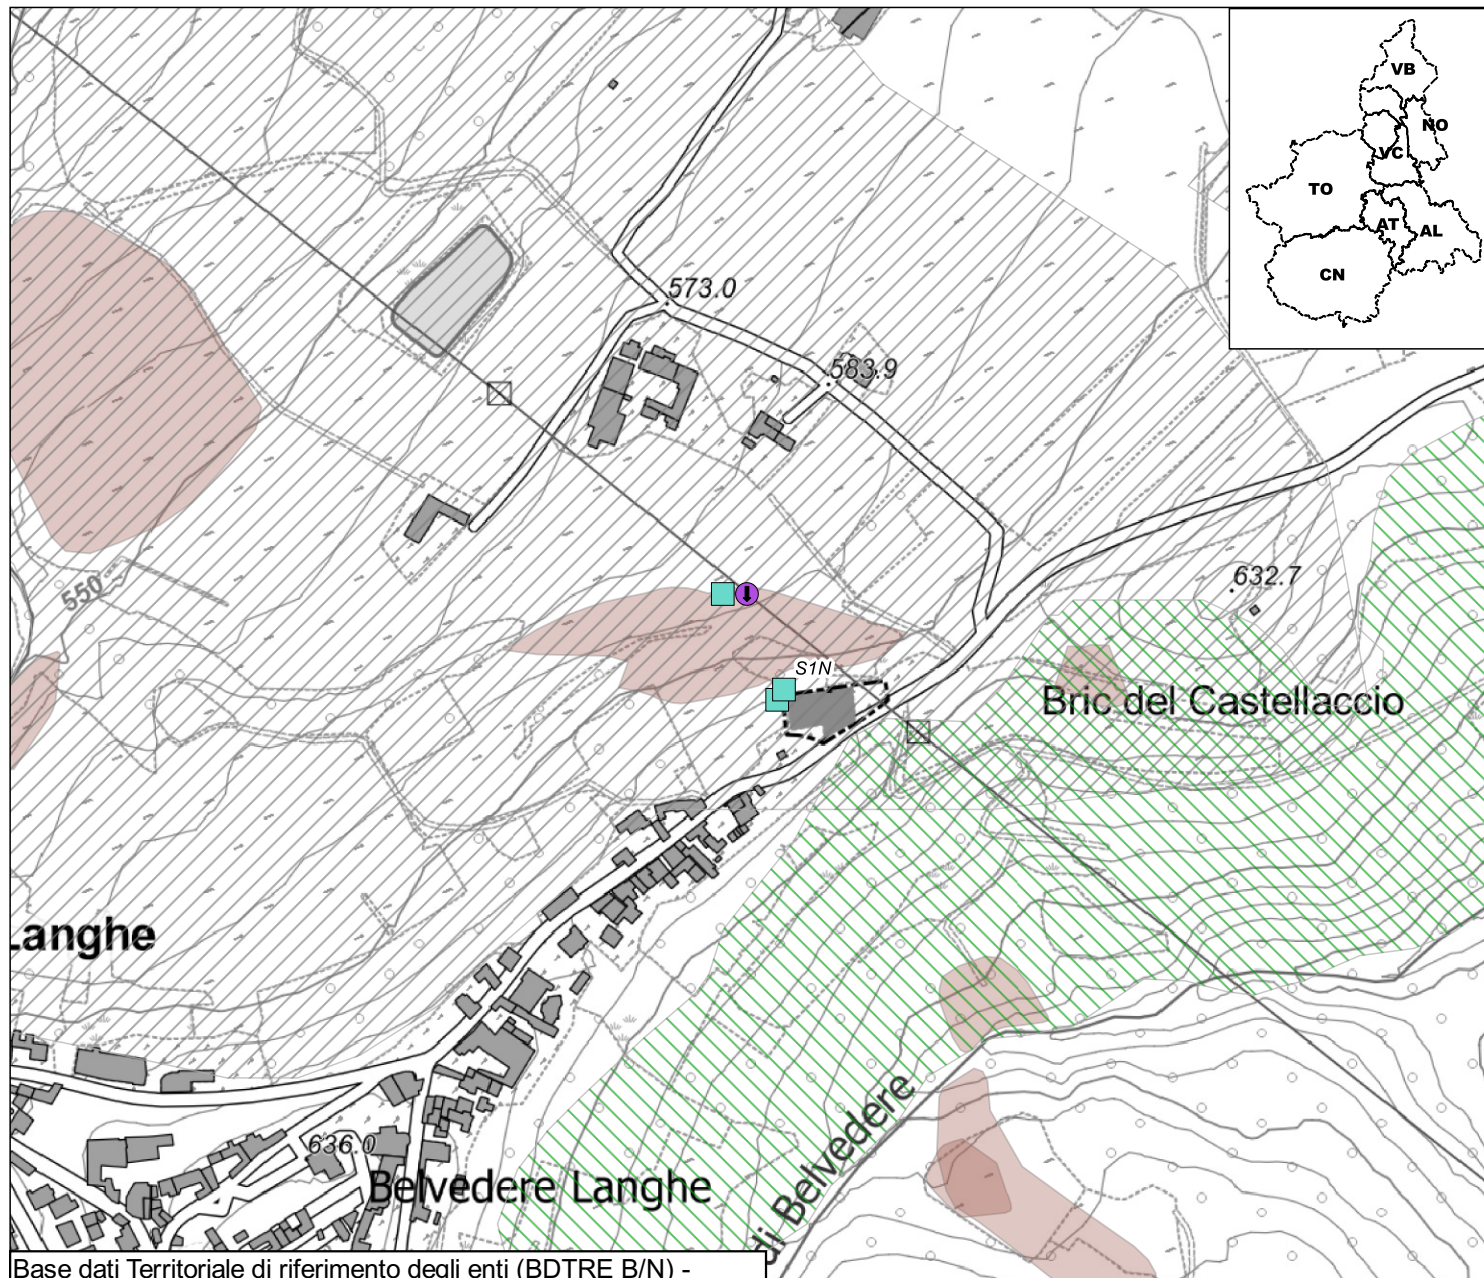 VB
NO
VC
TO
AT
AL
CN
573.0
583.9
550
632.7
S1N
Bric del Castellaccio
Langhe
636.0
Belvedere Langhe
di Belvedere
Base dati Territoriale di riferimento degli enti (BDTRE B/N) -